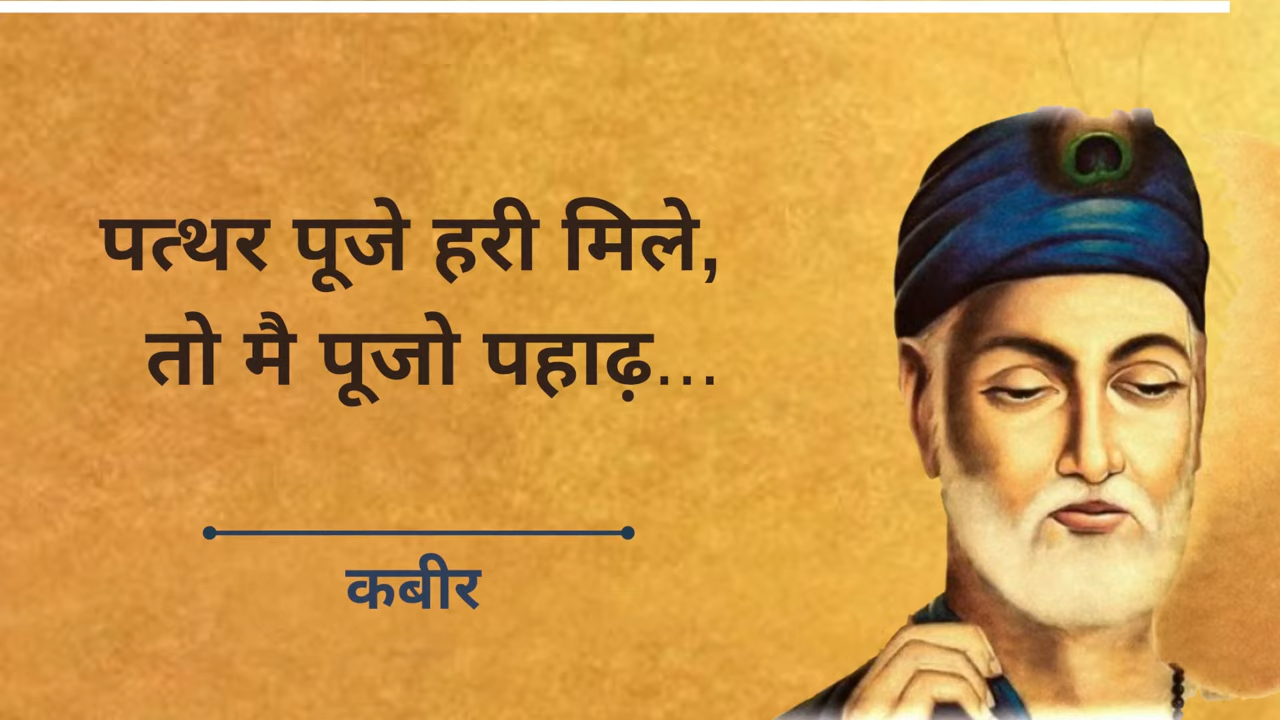 पत्थर पूजे हरी मिले,
तो मै पूजो पहाढ़...
कबीर